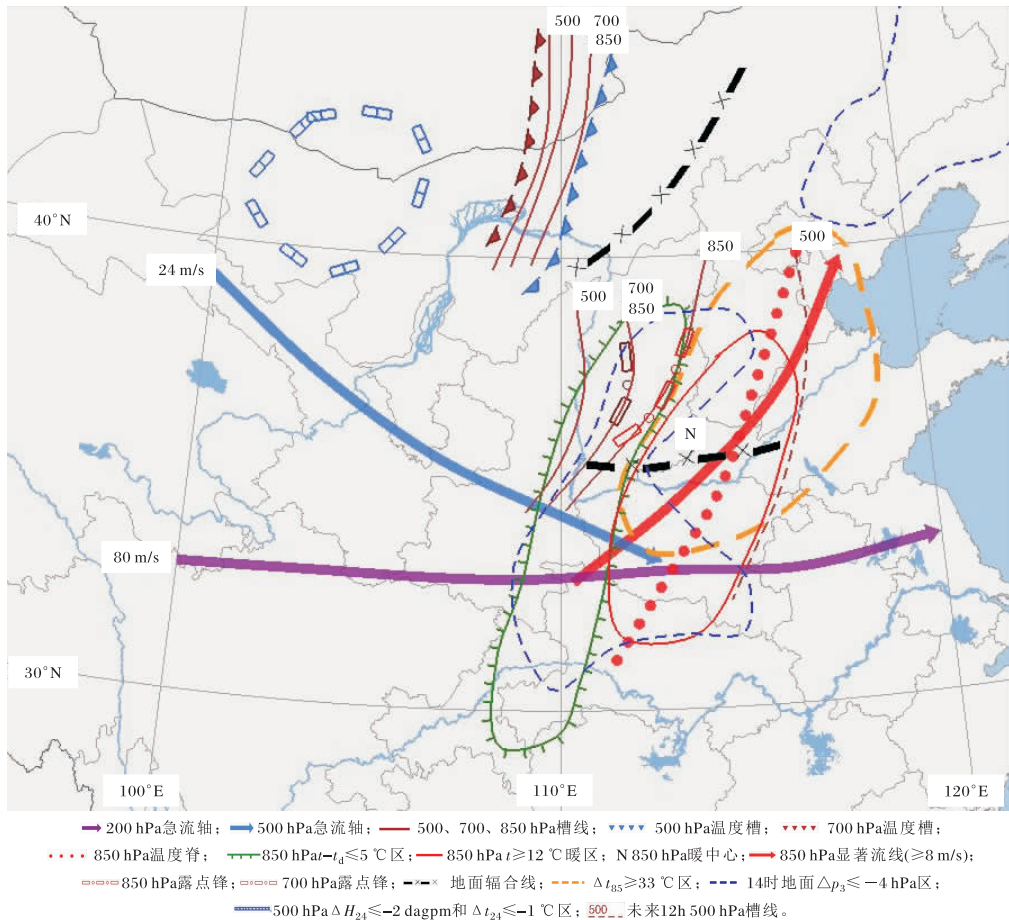 500 700
850
40°N
24 m/s
850
500
500
700
850
N
80 m/s
30°N
100°E
110°E
120°E
200 hPa急流轴；
500 hPa急流轴；
500、700、850 hPa槽线；
500 hPa温度槽；
700 hPa温度槽；
850 hPa温度脊；
850 hPa t−td≤5 ℃区；
850 hPa t≥12 ℃暖区；
N 850 hPa暖中心；
850 hPa显著流线(≥8 m/s)；
850 hPa露点锋；
700 hPa露点锋；
地面辐合线；
Δt85≥33 ℃区；
14时地面△p3≤−4 hPa区；
500 hPa ΔH24≤−2 dagpm和 Δt24≤−1 ℃区；
500 未来12h 500 hPa槽线。